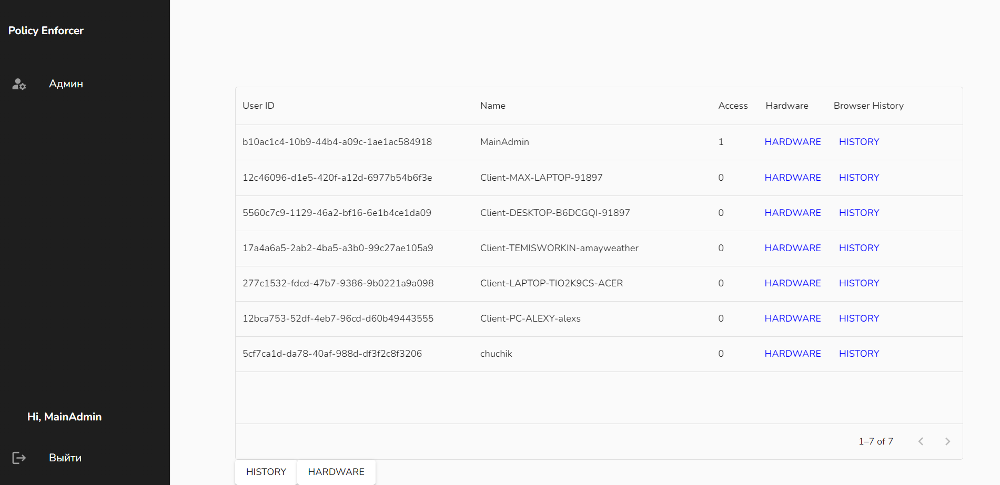 Policy Enforcer
Админ
User ID Name Access Hardware Browser History
b10ac1c4-10b9-44b4-a09c-1ae1ac584918 MainAdmin 1 HARDWARE HISTORY
12c46096-d1e5-420f-a12d-6977b54b6f3e Client-MAX-LAPTOP-91897 0 HARDWARE HISTORY
5560c7c9-1129-46a2-bf16-6e1b4ce1da09 Client-DESKTOP-B6DCGQI-91897 0 HARDWARE HISTORY
17a4a6a5-2ab2-4ba5-a3b0-99c27ae105a9 Client-TEMISWORKIN-amayweather 0 HARDWARE HISTORY
277c1532-fdcd-47b7-9386-9b0221a9a098 Client-LAPTOP-TIO2K9CS-ACER 0 HARDWARE HISTORY
12bca753-52df-4eb7-96cd-d60b49443555 Client-PC-ALEXY-alexs 0 HARDWARE HISTORY
5cf7ca1d-da78-40af-988d-df3f2c8f3206 chuchik 0 HARDWARE HISTORY
1–7 of 7
HISTORY HARDWARE
Hi, MainAdmin
Выйти